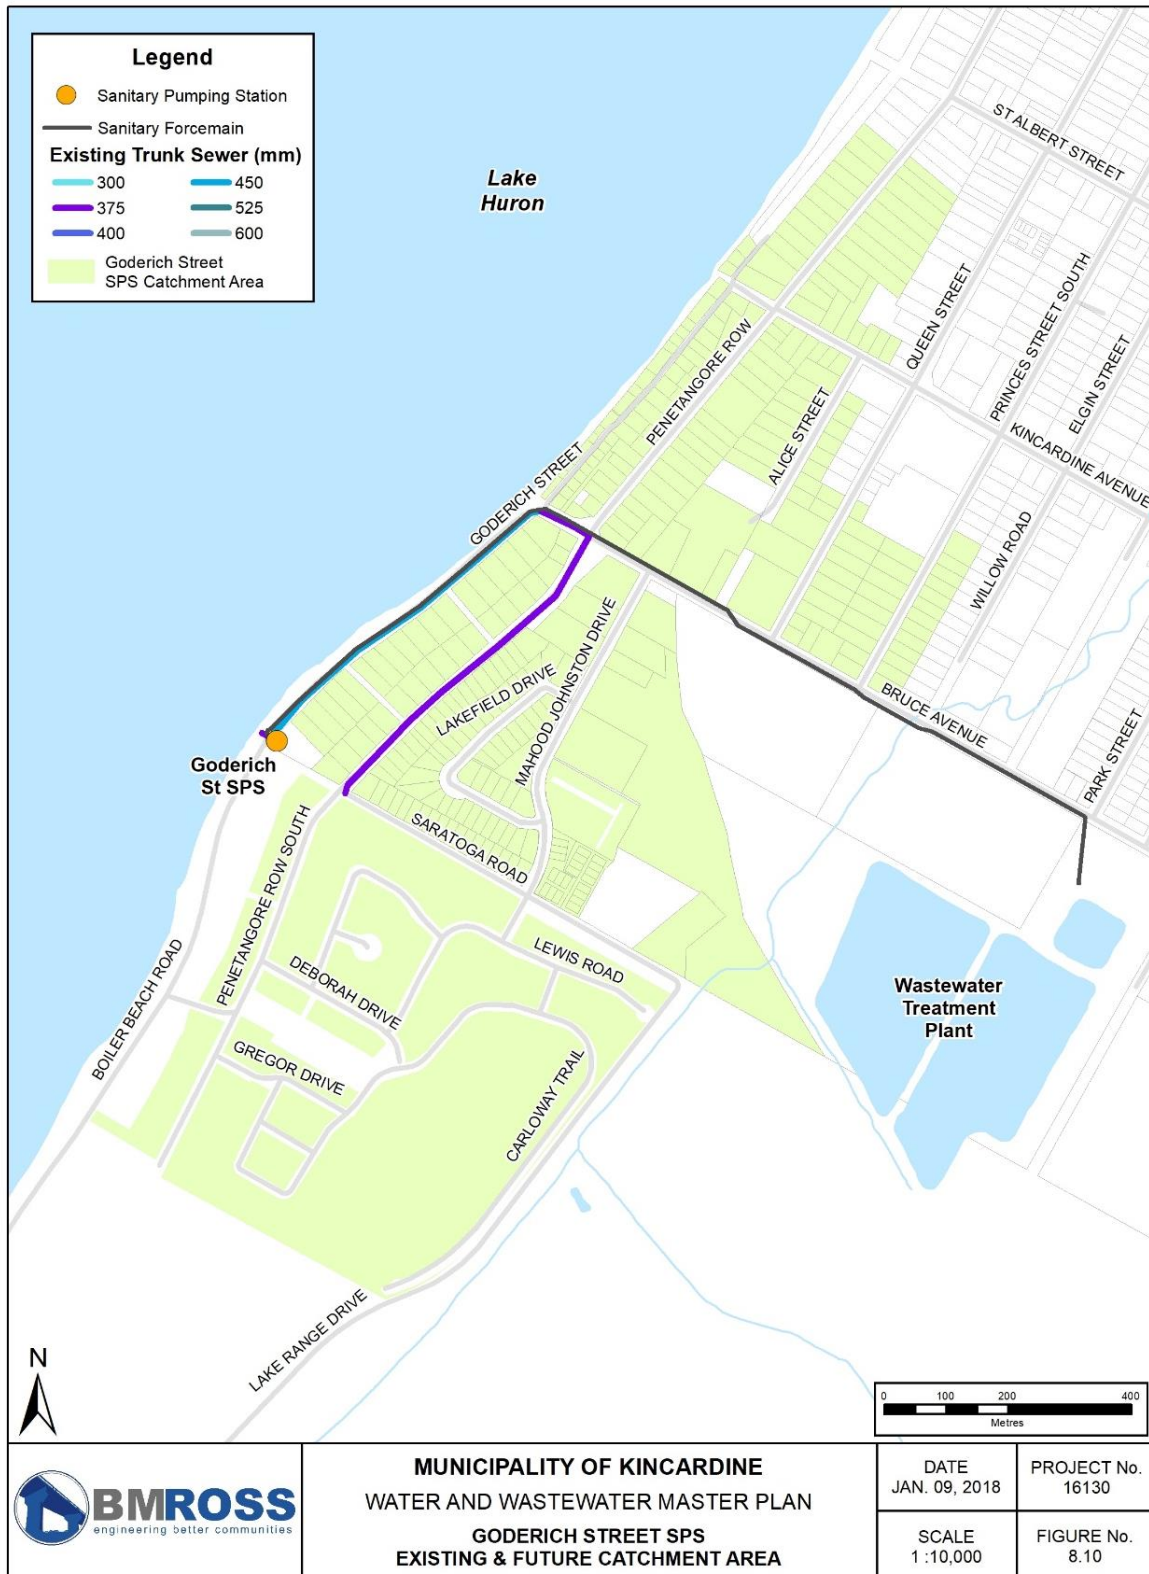 Legend
Sanitary Pumping Station
Sanitary Forcemain
Existing Trunk Sewer (mm)
300
450
375
525
400
600
Goderich Street
SPS Catchment Area
Lake
Huron
ST ALBERT STREET
QUEEN STREET
PRINCES STREET SOUTH
ELGIN STREET
PENETANGORE ROW
ALICE STREET
KINCARDINE AVENUE
GODERICH STREET
WILLOW ROAD
MAHOOD JOHNSTON DRIVE
LAKEFIELD DRIVE
BRUCE AVENUE
PARK STREET
Goderich
St SPS
SARATOGA ROAD
PENETANGORE ROW SOUTH
LEWIS ROAD
BOILER BEACH ROAD
DEBORAH DRIVE
Wastewater
Treatment
Plant
GREGOR DRIVE
CARLOWAY TRAIL
LAKE RANGE DRIVE
N
0 100 200 400
Metres
BMROSS
engineering better communities
MUNICIPALITY OF KINCARDINE
WATER AND WASTEWATER MASTER PLAN
GODERICH STREET SPS
EXISTING & FUTURE CATCHMENT AREA
DATE
JAN. 09, 2018
PROJECT No.
16130
SCALE
1 :10,000
FIGURE No.
8.10